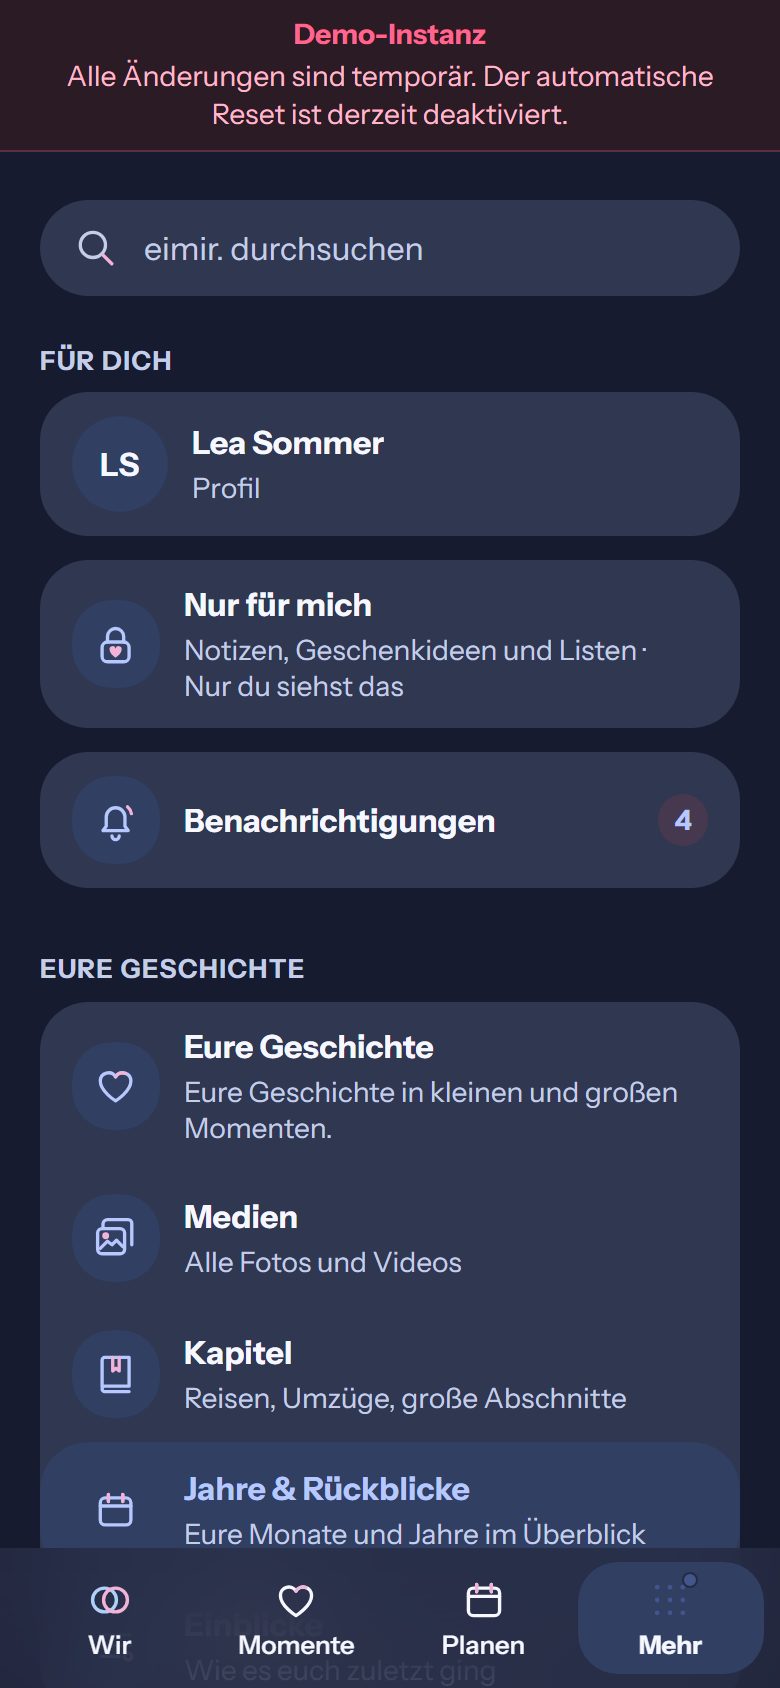 Demo-Instanz
Alle Änderungen sind temporär. Der automatische
Reset ist derzeit deaktiviert.
eimir. durchsuchen
FÜR DICH
LS
Lea Sommer
Profil
Nur für mich
Notizen, Geschenkideen und Listen ·
Nur du siehst das
Benachrichtigungen
4
EURE GESCHICHTE
Eure Geschichte
Eure Geschichte in kleinen und großen
Momenten.
Medien
Alle Fotos und Videos
Kapitel
Reisen, Umzüge, große Abschnitte
Jahre & Rückblicke
Eure Monate und Jahre im Überblick
Einblicke
Wie es euch zuletzt ging
Wir
Momente
Planen
Mehr